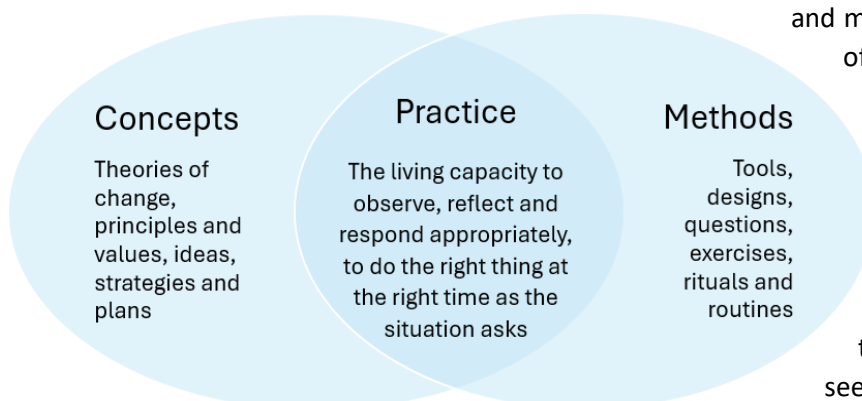 Concepts
Theories of
change,
principles and
values, ideas,
strategies and
plans
Practice
The living capacity to
observe, reflect and
respond appropriately,
to do the right thing at
the right time as the
situation asks
Methods
Tools,
designs,
questions,
exercises,
rituals and
routines
and m
of
t
see